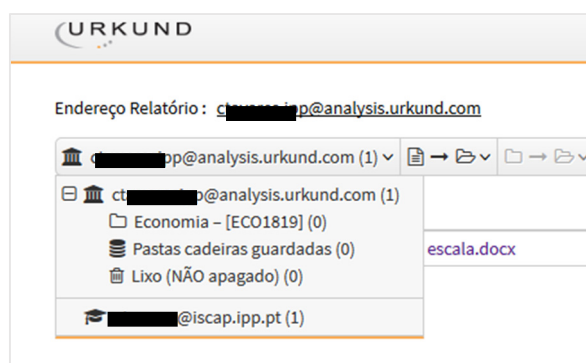 URKUND
Endereço Relatório : @analysis.urkund.com
@analysis.urkund.com (1)
@analysis.urkund.com (1)
Economia – [ECO1819] (0)
Pastas cadeiras guardadas (0)
escala.docx
Lixo (NÃO apagado) (0)
@iscap.ipp.pt (1)